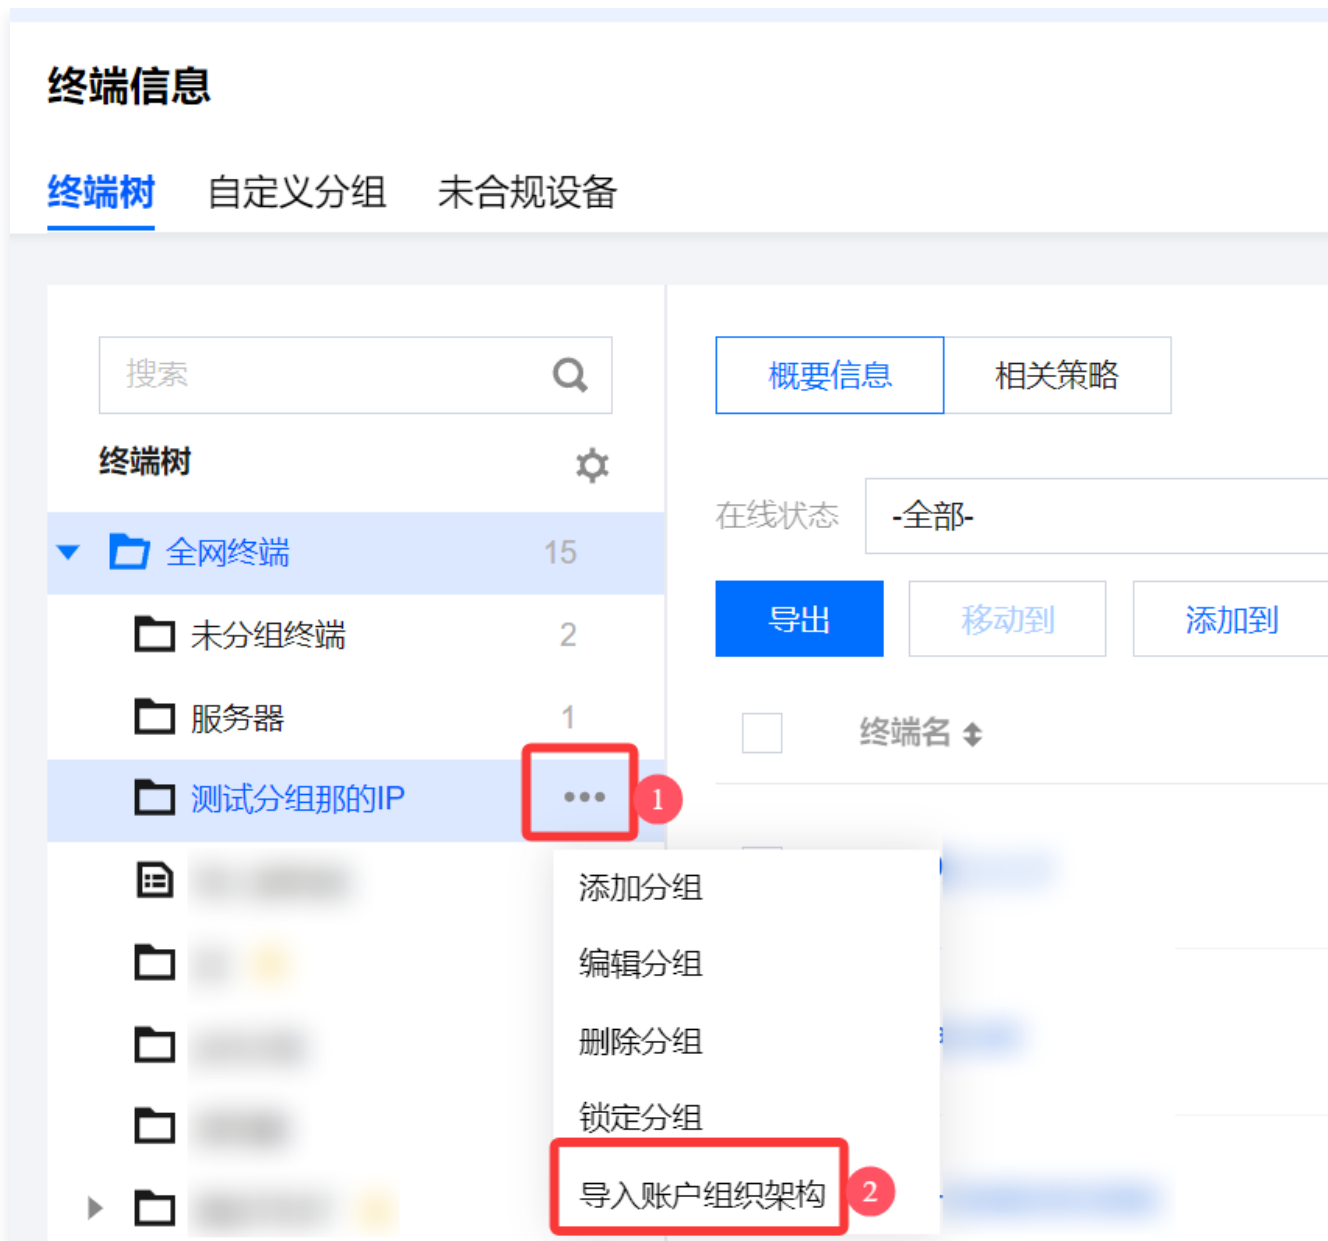 终端信息
终端树 自定义分组 未合规设备
搜索
概要信息 相关策略
终端树
在线状态 -全部-
全网终端 15
导出 移动到 添加到
未分组终端 2
服务器 1
终端名
测试分组那的IP ••• 1
添加分组
编辑分组
删除分组
锁定分组
导入账户组织架构 2